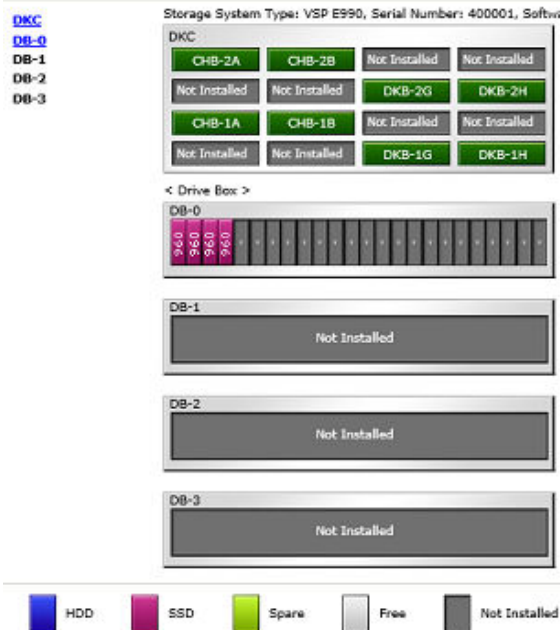 DKC
DB-0
DB-1
DB-2
DB-3
Storage System Type: VSP E990, Serial Number: 400001, Softwa
DKC
CHB-2A CHB-2B Not Installed Not Installed
Not Installed Not Installed DKB-2G DKB-2H
CHB-1A CHB-1B Not Installed Not Installed
Not Installed Not Installed DKB-1G DKB-1H
< Drive Box >
DB-0
960 960 960 960
DB-1
Not Installed
DB-2
Not Installed
DB-3
Not Installed
HDD SSD Spare Free Not Installed